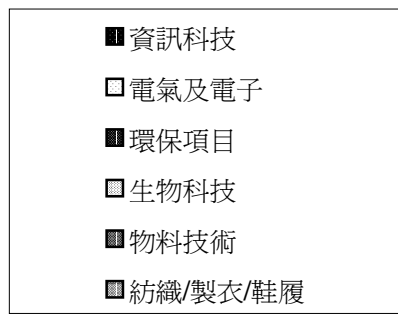 資訊科技
電氣及電子
環保項目
生物科技
物料技術
紡織/製衣/鞋履